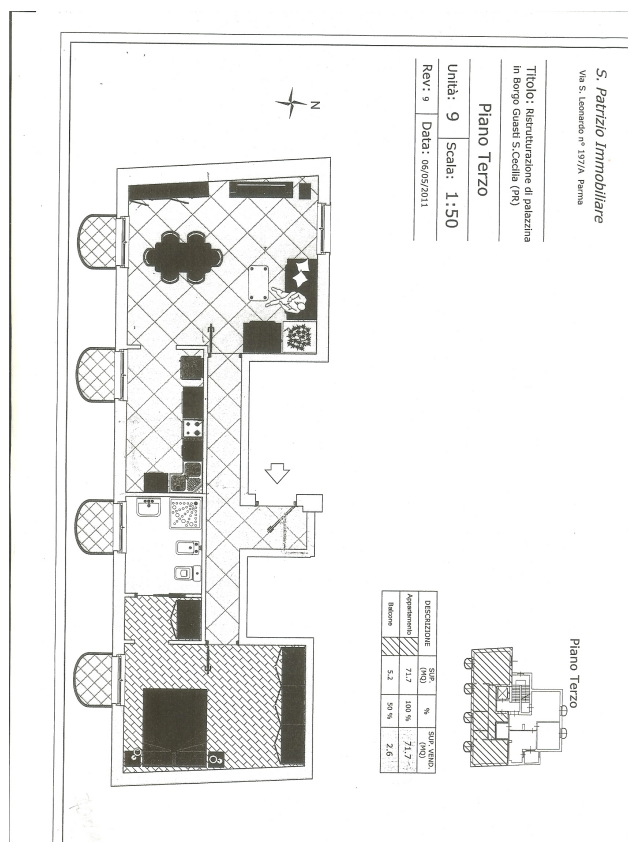 S. Patrizio Immobiliare
Via S. Leonardo n° 197/A Parma
Titolo: Ristrutturazione di palazzina
in Borgo Guasti S.Cecilia (PR)
Piano Terzo
Unità: 9 Scala: 1:50
Rev: 9 Data: 06/05/2011
N
Piano Terzo
DESCRIZIONE SUP. (MQ) % SUP. VEND. (MQ)
Appartamento 71.7 100 % 71.7
Balcone 5.2 50 % 2.6